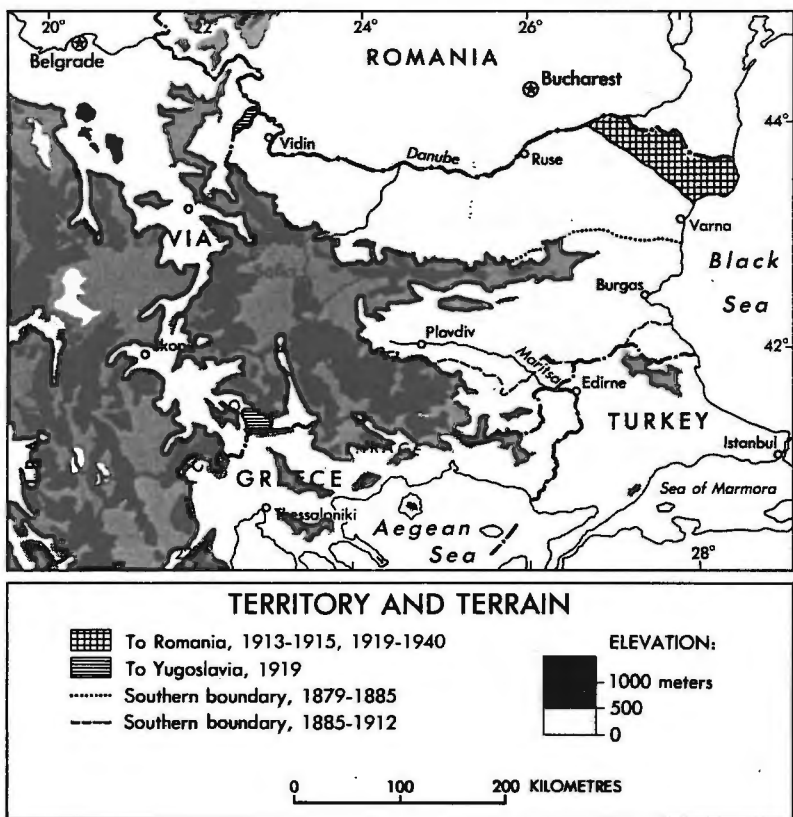 20° 22° 24° 26°
Belgrade
ROMANIA
Bucharest
44°
Vidin
Danube
Ruse
Varna
VIA
Sofia
Black
Sea
Burgas
Plavdiv
42°
Maritsa
Edirne
TURKEY
Istanbul
GREECE
Sea of Marmora
Thessaloniki
Aegean
Sea
28°
TERRITORY AND TERRAIN
To Romania, 1913-1915, 1919-1940
To Yugoslavia, 1919
Southern boundary, 1879-1885
Southern boundary, 1885-1912
ELEVATION:
1000 meters
500
0
0 100 200 KILOMETRES